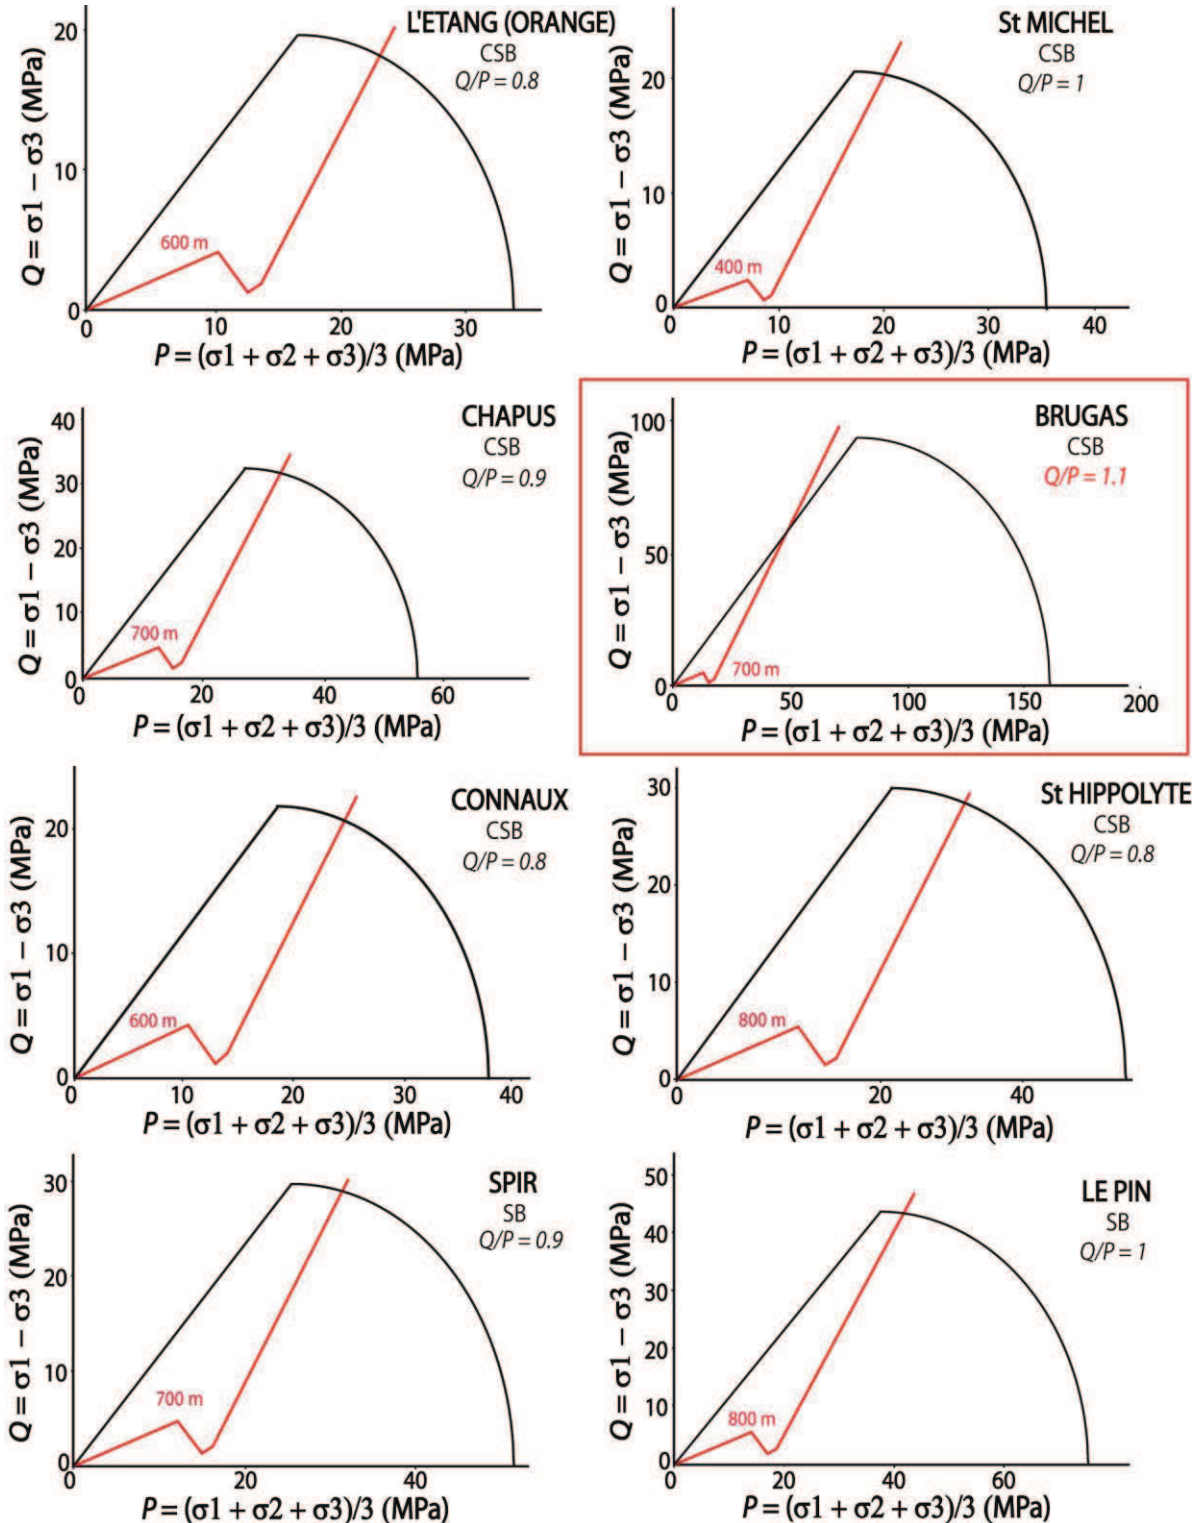 20
10
0
Q = σ1 − σ3 (MPa)
L'ETANG (ORANGE)
CSB
Q/P = 0.8
600 m
0
10
20
30
P = (σ1 + σ2 + σ3)/3 (MPa)
20
10
0
Q = σ1 − σ3 (MPa)
St MICHEL
CSB
Q/P = 1
400 m
0
10
20
30
40
P = (σ1 + σ2 + σ3)/3 (MPa)
40
30
20
10
0
Q = σ1 − σ3 (MPa)
CHAPUS
CSB
Q/P = 0.9
700 m
0
20
40
60
P = (σ1 + σ2 + σ3)/3 (MPa)
100
50
0
Q = σ1 − σ3 (MPa)
BRUGAS
CSB
Q/P = 1.1
700 m
0
50
100
150
200
P = (σ1 + σ2 + σ3)/3 (MPa)
20
10
0
Q = σ1 − σ3 (MPa)
CONNAUX
CSB
Q/P = 0.8
600 m
0
10
20
30
40
P = (σ1 + σ2 + σ3)/3 (MPa)
30
20
10
0
Q = σ1 − σ3 (MPa)
St HIPPOLYTE
CSB
Q/P = 0.8
800 m
0
20
40
P = (σ1 + σ2 + σ3)/3 (MPa)
30
20
10
0
Q = σ1 − σ3 (MPa)
SPIR
SB
Q/P = 0.9
700 m
0
20
40
P = (σ1 + σ2 + σ3)/3 (MPa)
50
40
30
20
10
0
Q = σ1 − σ3 (MPa)
LE PIN
SB
Q/P = 1
800 m
0
20
40
60
P = (σ1 + σ2 + σ3)/3 (MPa)